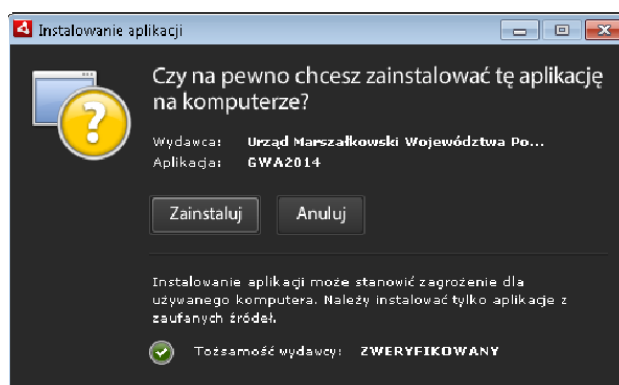 Instalowanie aplikacji
Czy na pewno chcesz zainstalować tę aplikację
na komputerze?
Wydawca: Urząd Marszałkowski Województwa Po...
Aplikacja: GWA2014
Zainstaluj Anuluj
Instalowanie aplikacji może stanowić zagrożenie dla
używanego komputera. Należy instalować tylko aplikacje z
zaufanych źródeł.
Tożsamość wydawcy: ZWERYFIKOWANY